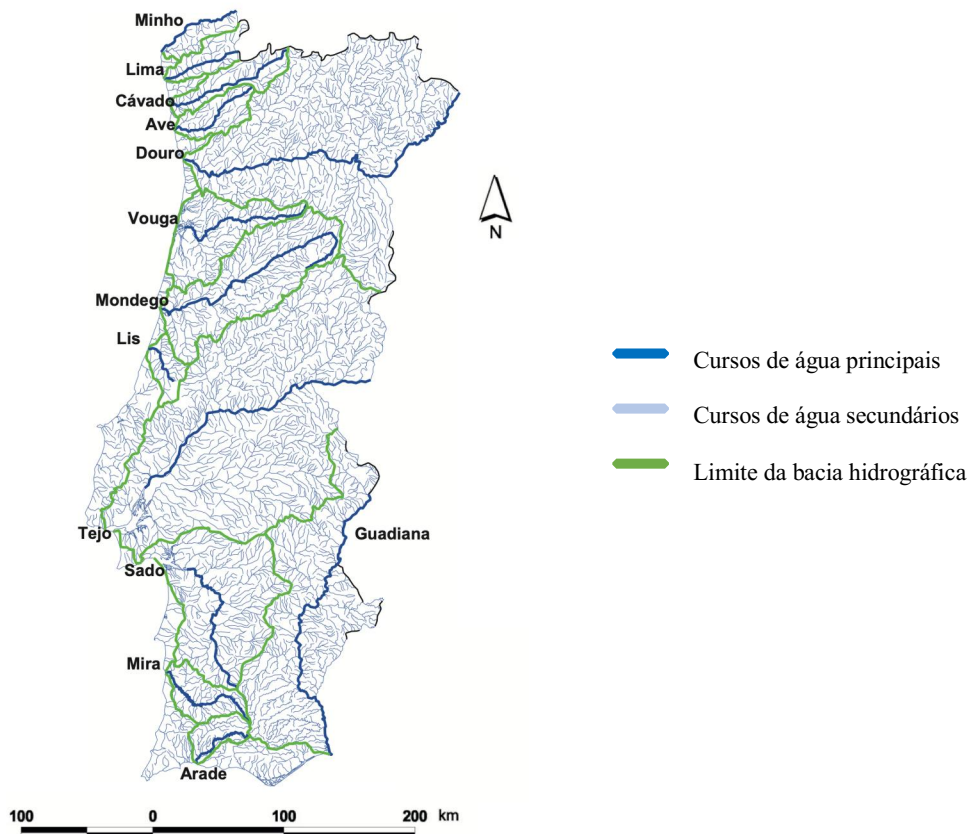 Minho
Lima
Cávado
Ave
Douro
Vouga
N
Mondego
Lis
Cursos de água principais
Cursos de água secundários
Limite da bacia hidrográfica
Tejo
Guadiana
Sado
Mira
Arade
100 0 100 200 km